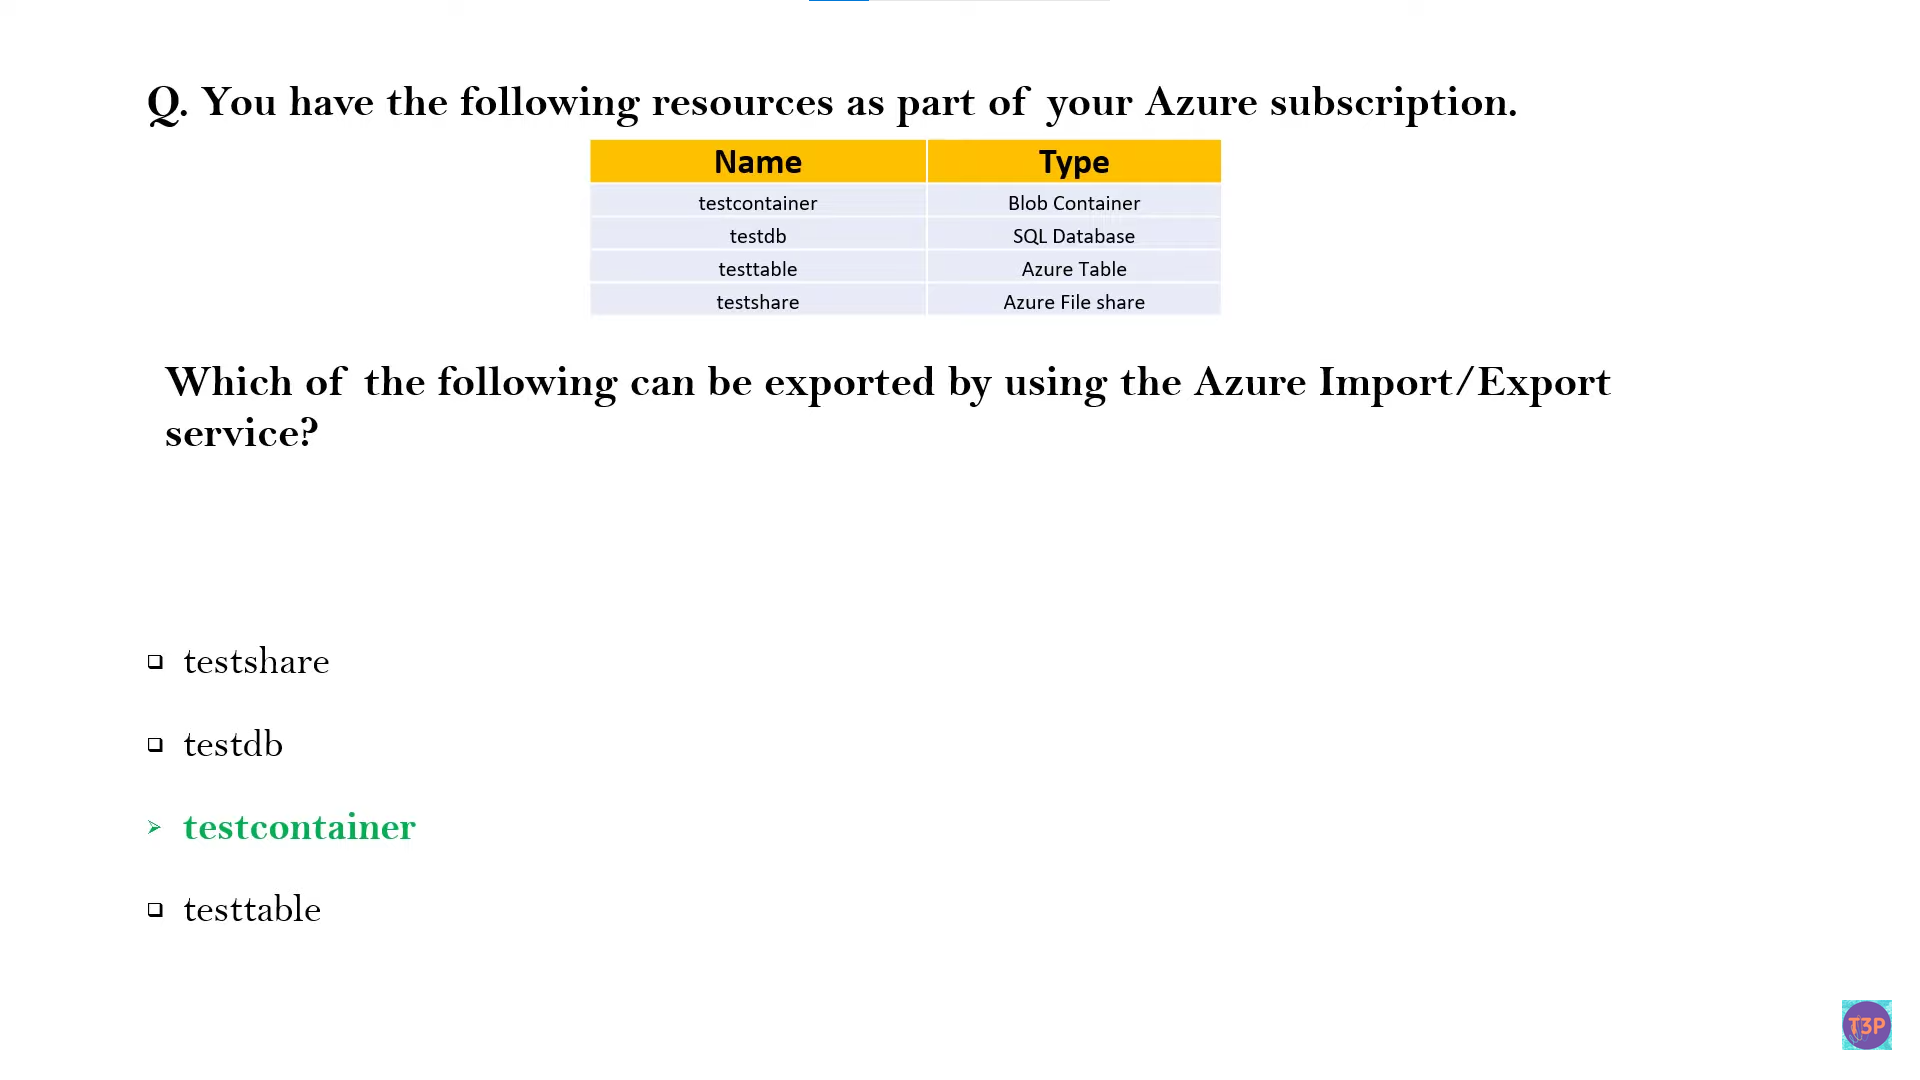 Q. You have the following resources as part of your Azure subscription.
Name Type
testcontainer Blob Container
testdb SQL Database
testtable Azure Table
testshare Azure File share
Which of the following can be exported by using the Azure Import/Export
service?
testshare
testdb
testcontainer
testtable
T3P